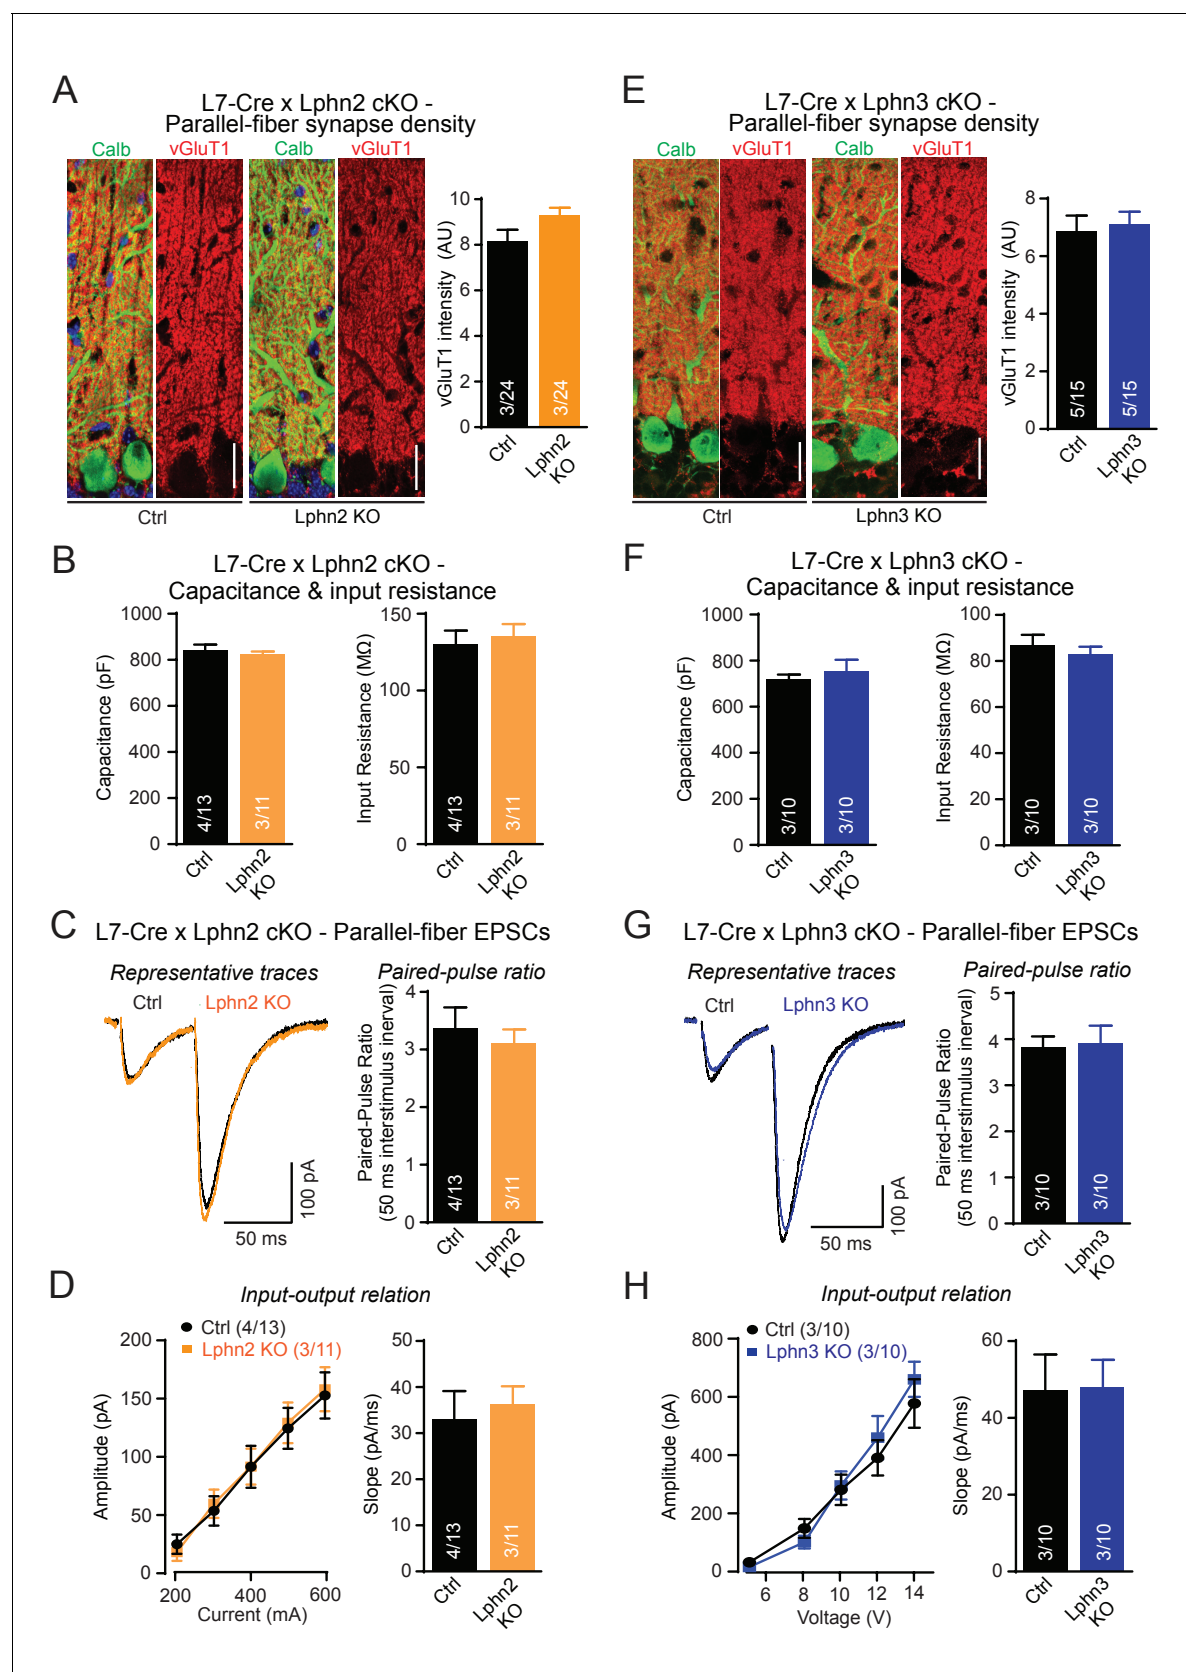 A
L7-Cre x Lphn2 cKO -
Parallel-fiber synapse density
Calb vGluT1 Calb vGluT1
Ctrl Lphn2 KO
vGluT1 intensity (AU)
10
8
6
4
2
0
3/24 3/24
Ctrl Lphn2 KO
E
L7-Cre x Lphn3 cKO -
Parallel-fiber synapse density
Calb vGluT1 Calb vGluT1
Ctrl Lphn3 KO
vGluT1 intensity (AU)
8
6
4
2
0
5/15 5/15
Ctrl Lphn3 KO
B
L7-Cre x Lphn2 cKO -
Capacitance & input resistance
Capacitance (pF)
1000
800
600
400
200
0
4/13 3/11
Ctrl Lphn2 KO
Input Resistance (MΩ)
150
100
50
0
4/13 3/11
Ctrl Lphn2 KO
F
L7-Cre x Lphn3 cKO -
Capacitance & input resistance
Capacitance (pF)
1000
800
600
400
200
0
3/10 3/10
Ctrl Lphn3 KO
Input Resistance (MΩ)
100
80
60
40
20
0
3/10 3/10
Ctrl Lphn3 KO
C L7-Cre x Lphn2 cKO - Parallel-fiber EPSCs
Representative traces
Ctrl Lphn2 KO
100 pA
50 ms
Paired-pulse ratio
Paired-Pulse Ratio
(50 ms interstimulus inerval)
4
3
2
1
0
4/13 3/11
Ctrl Lphn2 KO
G L7-Cre x Lphn3 cKO - Parallel-fiber EPSCs
Representative traces
Ctrl Lphn3 KO
100 pA
50 ms
Paired-pulse ratio
Paired-Pulse Ratio
(50 ms interstimulus inerval)
5
4
3
2
1
0
3/10 3/10
Ctrl Lphn3 KO
D
Input-output relation
Ctrl (4/13)
Lphn2 KO (3/11)
Amplitude (pA)
200
150
100
50
0
200 400 600
Current (mA)
Slope (pA/ms)
50
40
30
20
10
0
4/13 3/11
Ctrl Lphn2 KO
H
Input-output relation
Ctrl (3/10)
Lphn3 KO (3/10)
Amplitude (pA)
800
600
400
200
0
6 8 10 12 14
Voltage (V)
Slope (pA/ms)
60
40
20
0
3/10 3/10
Ctrl Lphn3 KO